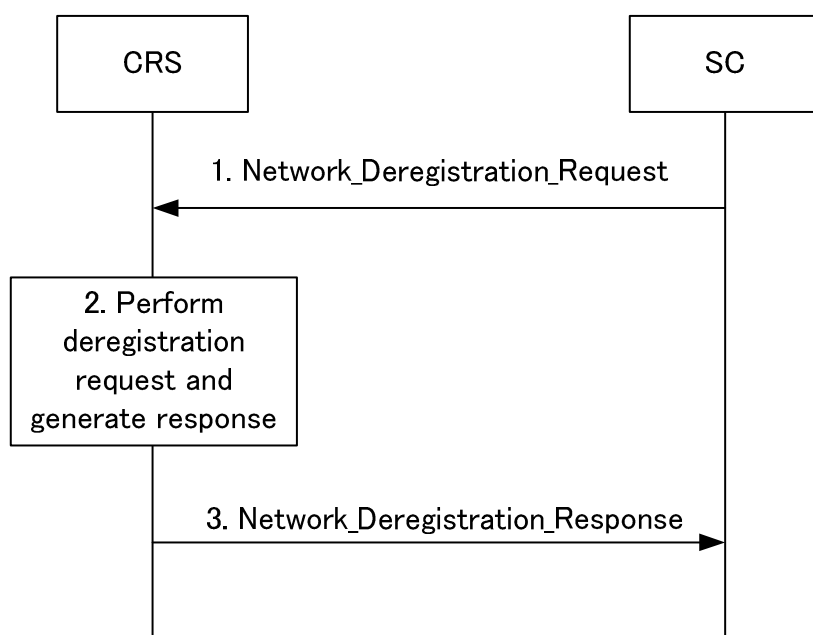 CRS
SC
1. Network_Deregistration_Request
2. Perform
deregistration
request and
generate response
3. Network_Deregistration_Response